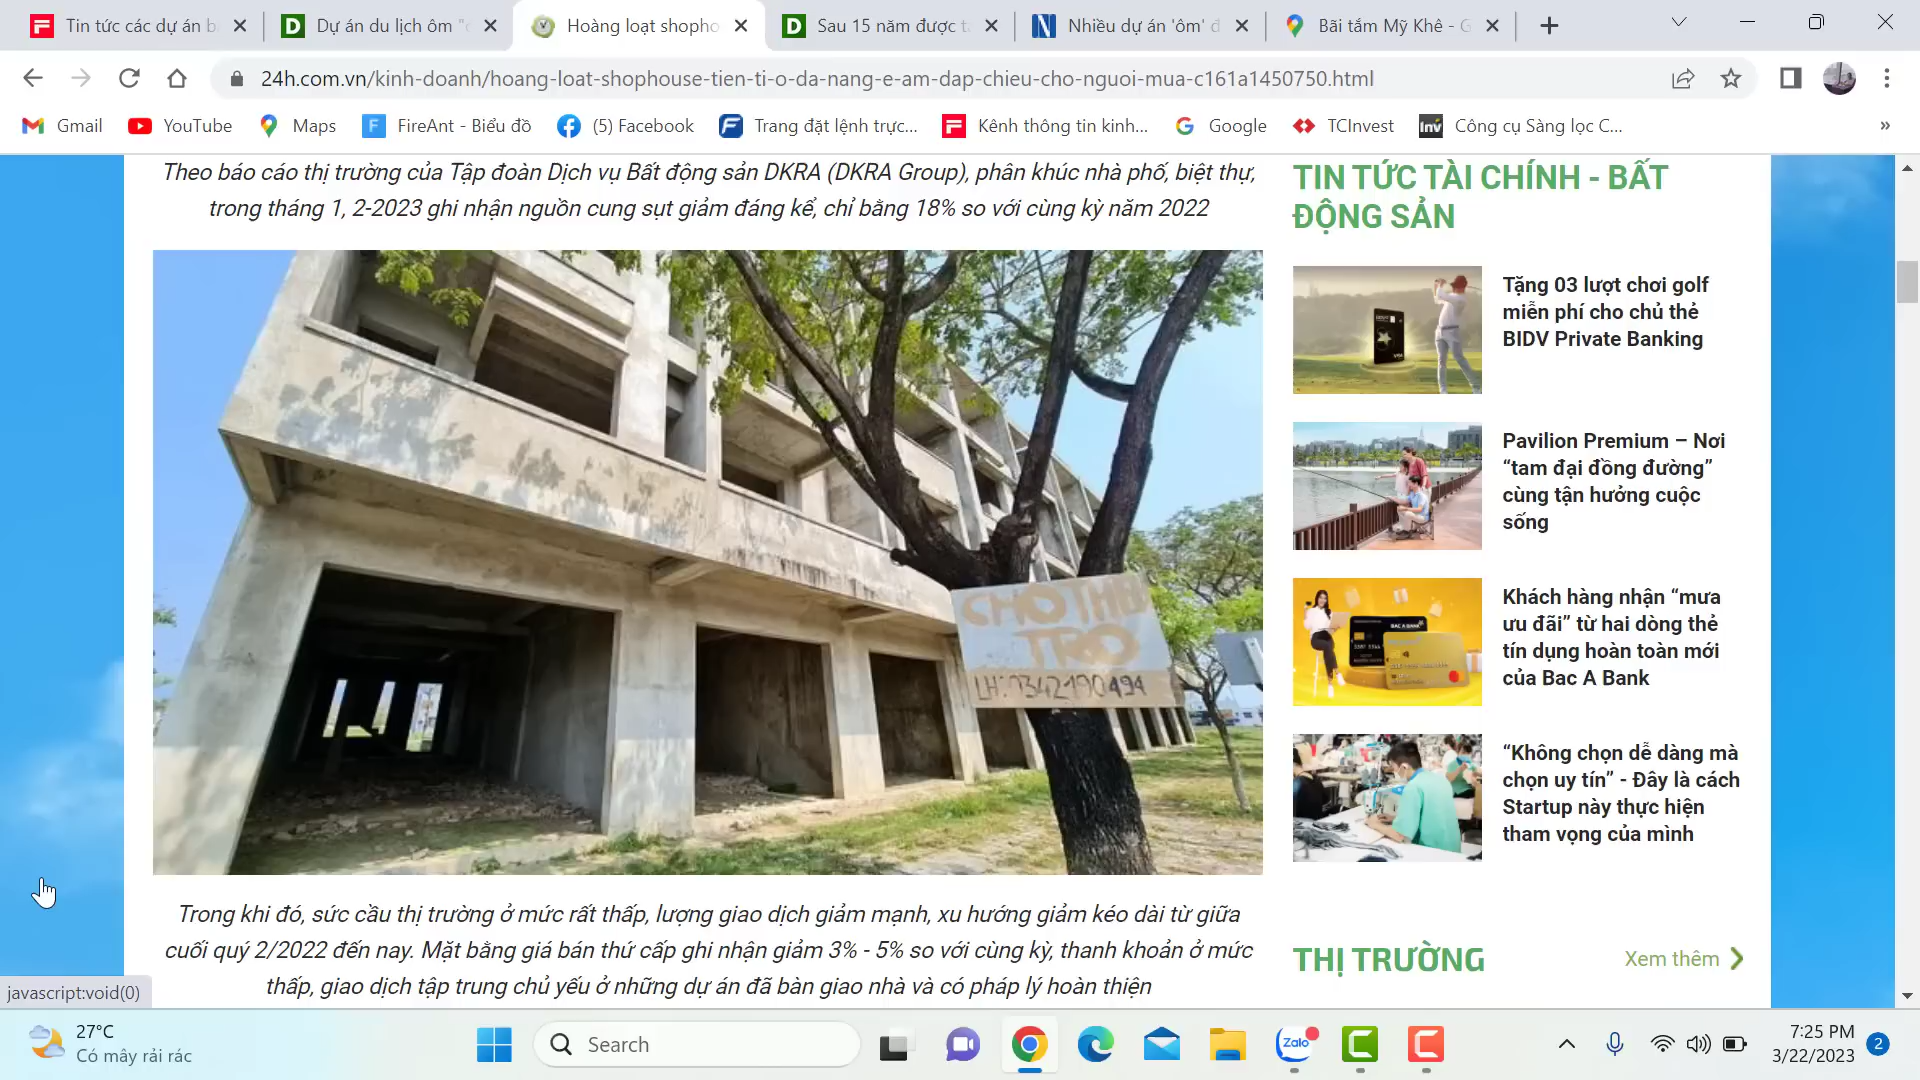 Tin tức các dự án b
Dự án du lịch ôm "c
Hoàng loạt shopho
Sau 15 năm được t
Nhiều dự án 'ôm' đ
Bãi tắm Mỹ Khê - G
24h.com.vn/kinh-doanh/hoang-loat-shophouse-tien-ti-o-da-nang-e-am-dap-chieu-cho-nguoi-mua-c161a1450750.html
Gmail
YouTube
Maps
FireAnt - Biểu đồ
(5) Facebook
Trang đặt lệnh trực...
Kênh thông tin kinh...
Google
TCInvest
Công cụ Sàng lọc C...
Theo báo cáo thị trường của Tập đoàn Dịch vụ Bất động sản DKRA (DKRA Group), phân khúc nhà phố, biệt thự,
trong tháng 1, 2-2023 ghi nhận nguồn cung sụt giảm đáng kể, chỉ bằng 18% so với cùng kỳ năm 2022
CHO THUÊ
TRO
LH: 0342190494
Trong khi đó, sức cầu thị trường ở mức rất thấp, lượng giao dịch giảm mạnh, xu hướng giảm kéo dài từ giữa
cuối quý 2/2022 đến nay. Mặt bằng giá bán thứ cấp ghi nhận giảm 3% - 5% so với cùng kỳ, thanh khoản ở mức
thấp, giao dịch tập trung chủ yếu ở những dự án đã bàn giao nhà và có pháp lý hoàn thiện
TIN TỨC TÀI CHÍNH - BẤT
ĐỘNG SẢN
Tặng 03 lượt chơi golf
miễn phí cho chủ thẻ
BIDV Private Banking
Pavilion Premium – Nơi
“tam đại đồng đường”
cùng tận hưởng cuộc
sống
BAC A BANK
Khách hàng nhận “mưa
ưu đãi” từ hai dòng thẻ
tín dụng hoàn toàn mới
của Bac A Bank
“Không chọn dễ dàng mà
chọn uy tín” - Đây là cách
Startup này thực hiện
tham vọng của mình
THỊ TRƯỜNG
Xem thêm
javascript:void(0)
27°C
Có mây rải rác
Search
Zalo
7:25 PM
3/22/2023
2